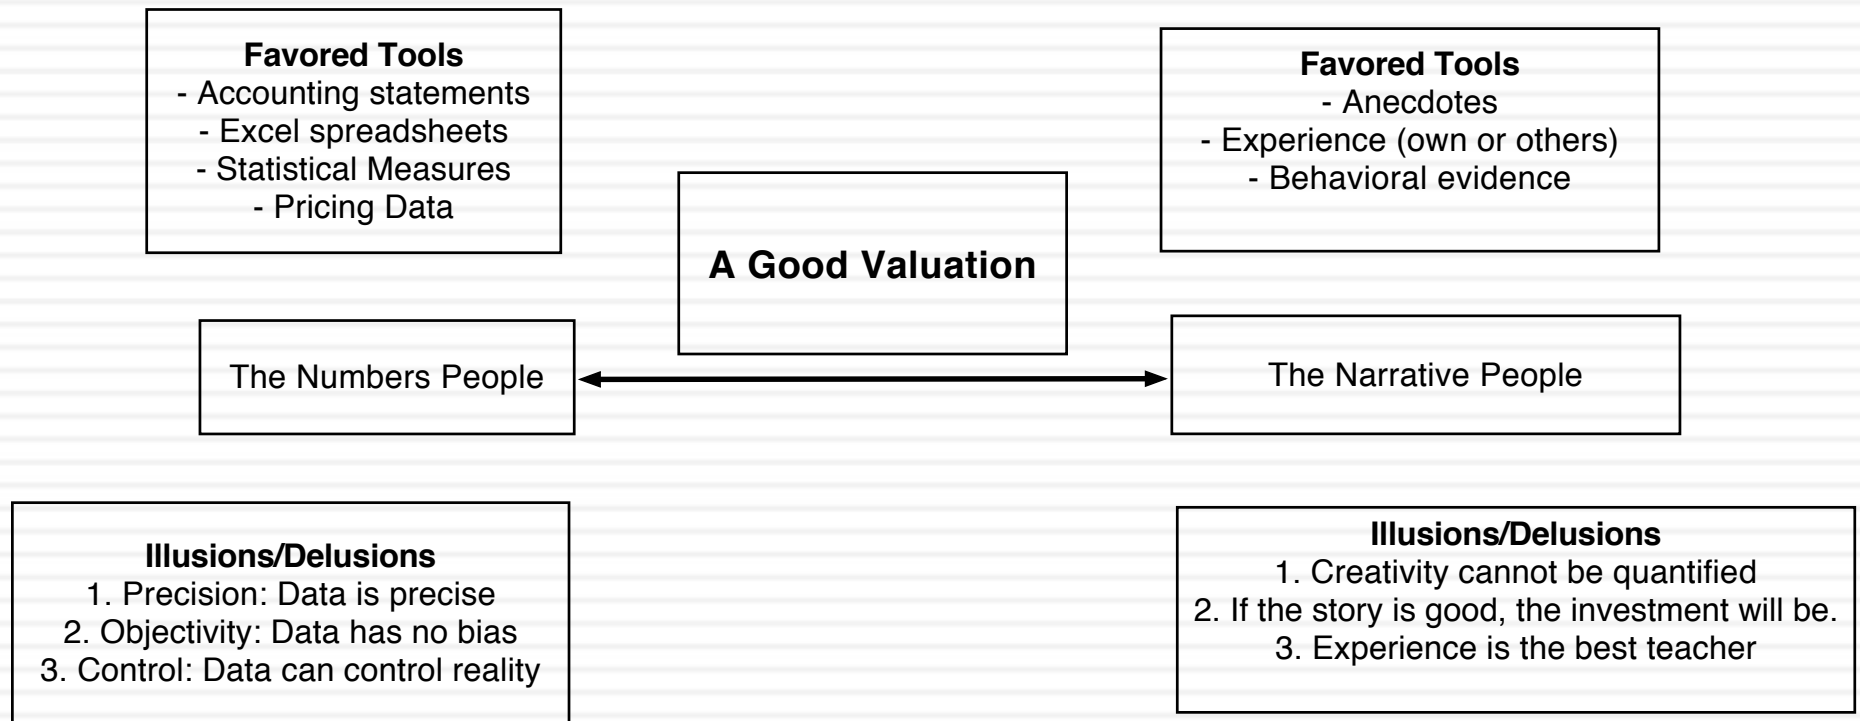 Favored Tools
- Accounting statements
- Excel spreadsheets
- Statistical Measures
- Pricing Data
Favored Tools
- Anecdotes
- Experience (own or others)
- Behavioral evidence
A Good Valuation
The Numbers People
The Narrative People
Illusions/Delusions
1. Precision: Data is precise
2. Objectivity: Data has no bias
3. Control: Data can control reality
Illusions/Delusions
1. Creativity cannot be quantified
2. If the story is good, the investment will be.
3. Experience is the best teacher